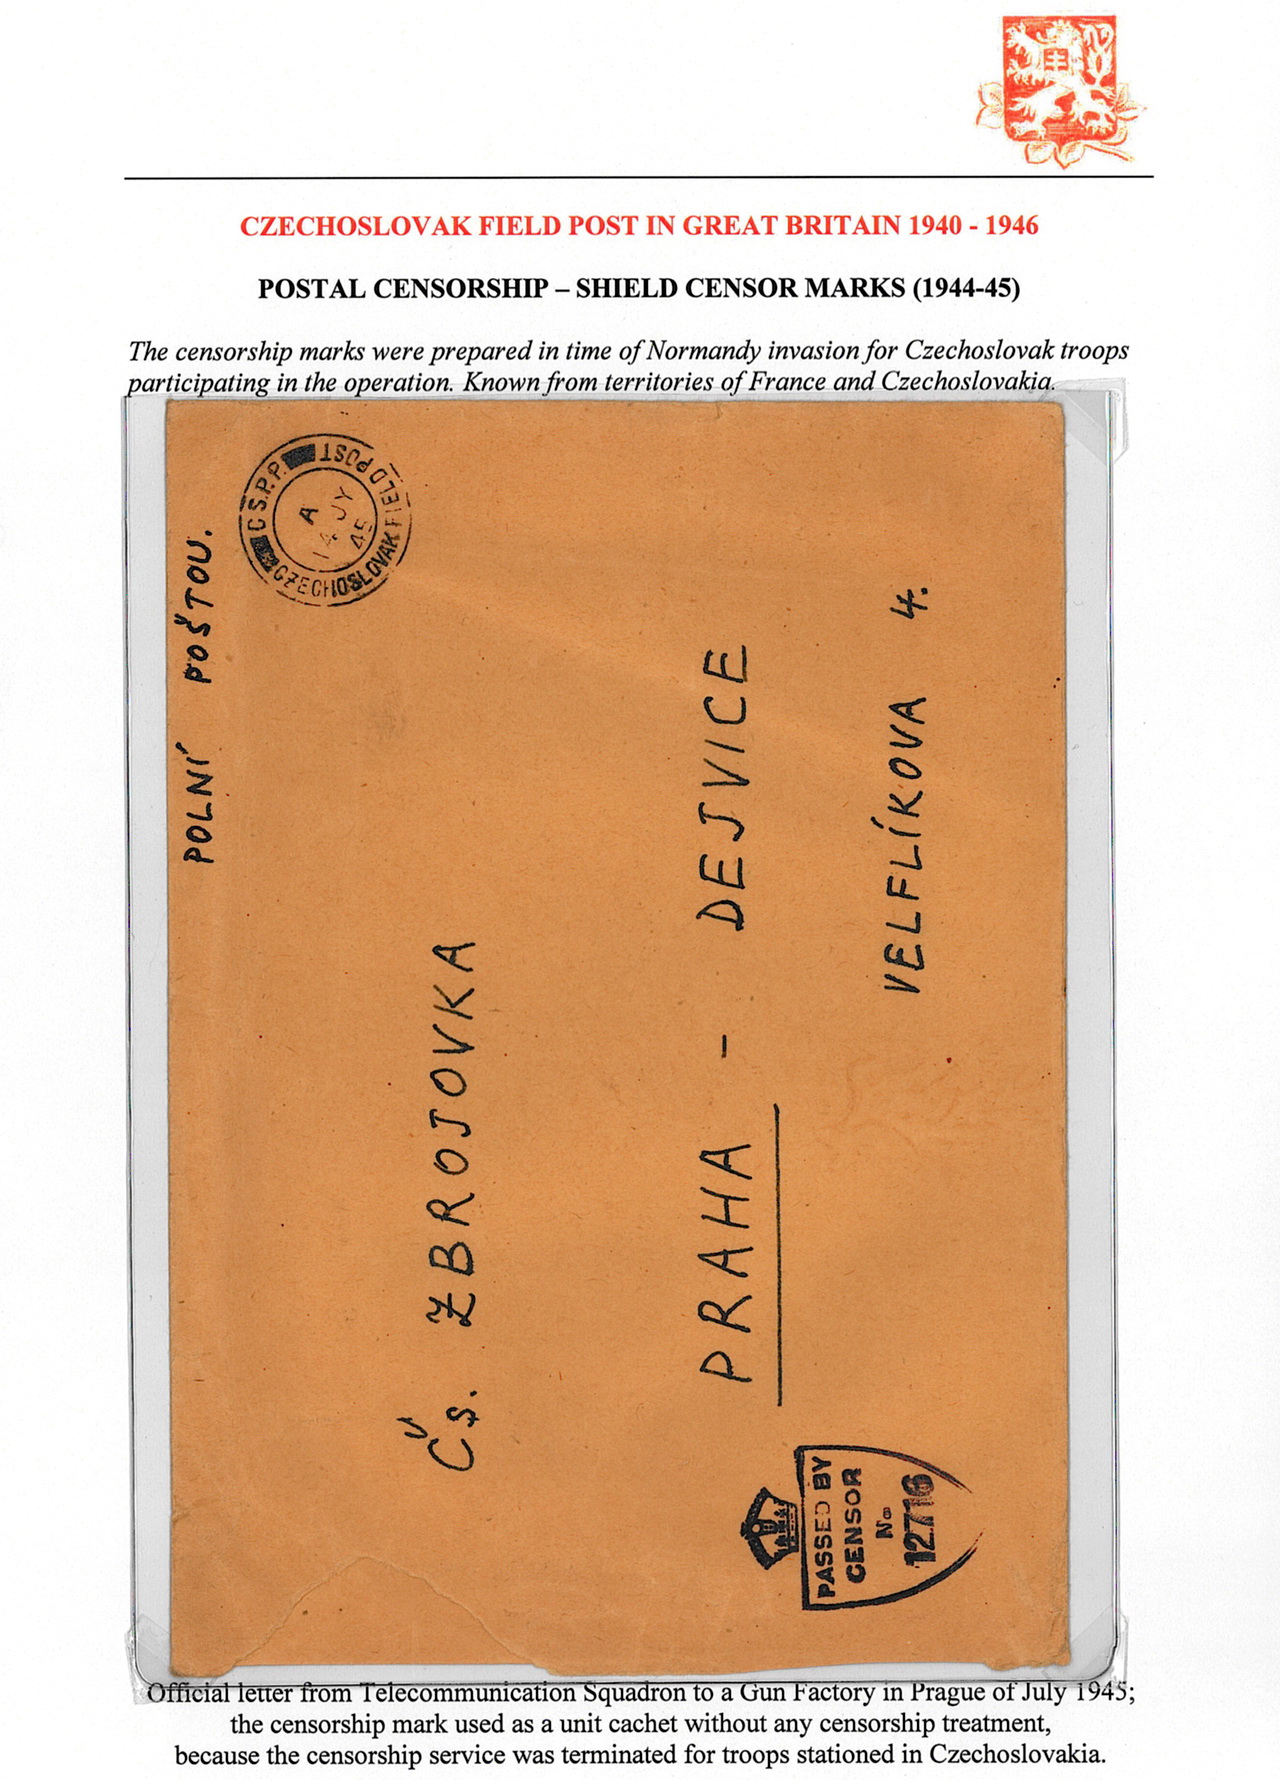 CZECHOSLOVAK FIELD POST IN GREAT BRITAIN 1940 - 1946
POSTAL CENSORSHIP – SHIELD CENSOR MARKS (1944-45)
The censorship marks were prepared in time of Normandy invasion for Czechoslovak troops
participating in the operation. Known from territories of France and Czechoslovakia.
POLNÍ POŠTOU.
Č.S.P.P.
CZECHOSLOVAK FIELD POST
A
14 JY
45
Čs. ZBROJOVKA
PRAHA - DEJVICE
VELFLÍKOVA 4.
PASSED BY
CENSOR
No
12716
Official letter from Telecommunication Squadron to a Gun Factory in Prague of July 1945;
the censorship mark used as a unit cachet without any censorship treatment,
because the censorship service was terminated for troops stationed in Czechoslovakia.